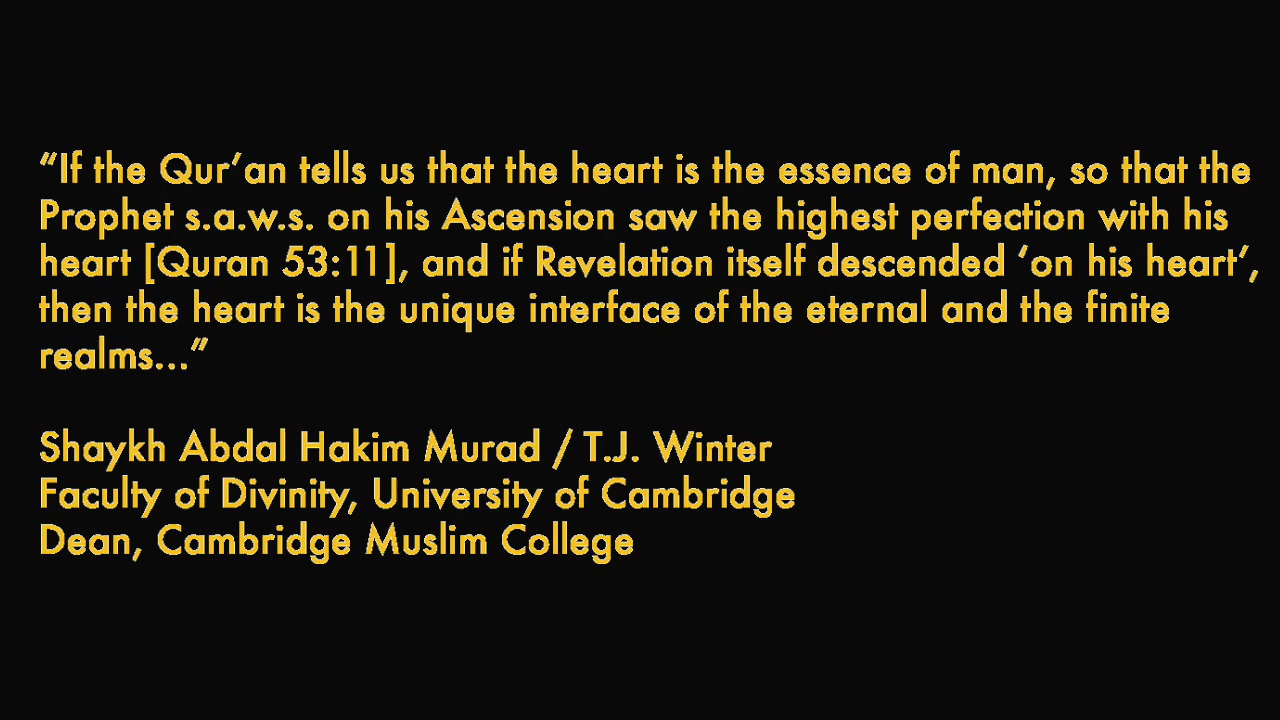 “If the Qur’an tells us that the heart is the essence of man, so that the
Prophet s.a.w.s. on his Ascension saw the highest perfection with his
heart [Quran 53:11], and if Revelation itself descended ‘on his heart’,
then the heart is the unique interface of the eternal and the finite
realms...”
Shaykh Abdal Hakim Murad / T.J. Winter
Faculty of Divinity, University of Cambridge
Dean, Cambridge Muslim College